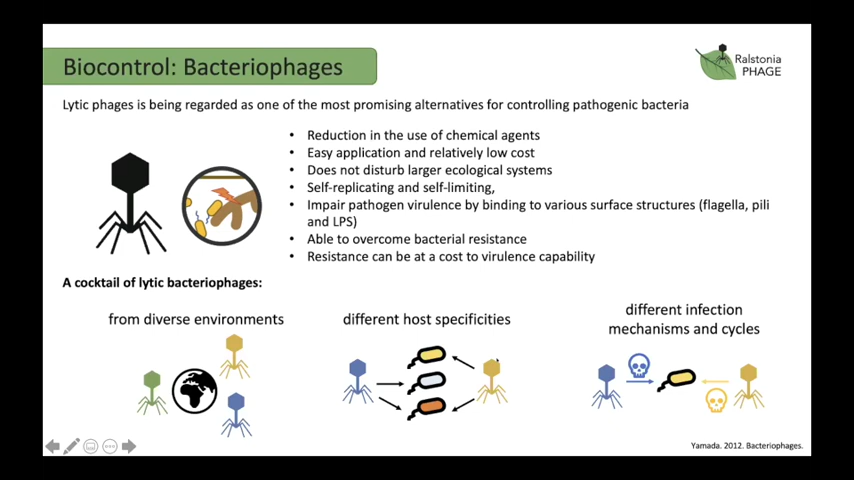 Biocontrol: Bacteriophages
Ralstonia
PHAGE
Lytic phages is being regarded as one of the most promising alternatives for controlling pathogenic bacteria
• Reduction in the use of chemical agents
• Easy application and relatively low cost
• Does not disturb larger ecological systems
• Self-replicating and self-limiting,
• Impair pathogen virulence by binding to various surface structures (flagella, pili
and LPS)
• Able to overcome bacterial resistance
• Resistance can be at a cost to virulence capability
A cocktail of lytic bacteriophages:
from diverse environments
different host specificities
different infection
mechanisms and cycles
Yamada. 2012. Bacteriophages.